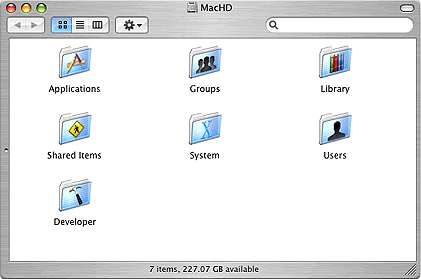 MacHD
Applications
Groups
Library
Shared Items
System
Users
Developer
7 items, 227.07 GB available